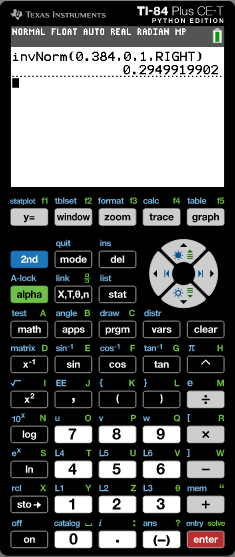 TEXAS INSTRUMENTS TI-84 Plus CE-T
PYTHON EDITION
NORMAL FLOAT AUTO REAL RADIAN MP
invNorm(0.384,0,1,RIGHT)
0.2949919902
statplot f1 tblset f2 format f3 calc f4 table f5
y= window zoom trace graph
quit ins
2nd mode del
A-lock link list
alpha X,T,θ,n stat
test A angle B draw C distr
math apps prgm vars clear
matrix D sin⁻¹ E cos⁻¹ F tan⁻¹ G π H
x⁻¹ sin cos tan ^
√ I EE J { K } L e M
x² , ( ) ÷
10ˣ N u O v P w Q [ R
log 7 8 9 ×
eˣ S L4 T L5 U L6 V ] W
ln 4 5 6 −
rcl X L1 Y L2 Z L3 θ mem "
sto→ 1 2 3 +
off catalog i : ans ? entry solve
on 0 . (−) enter